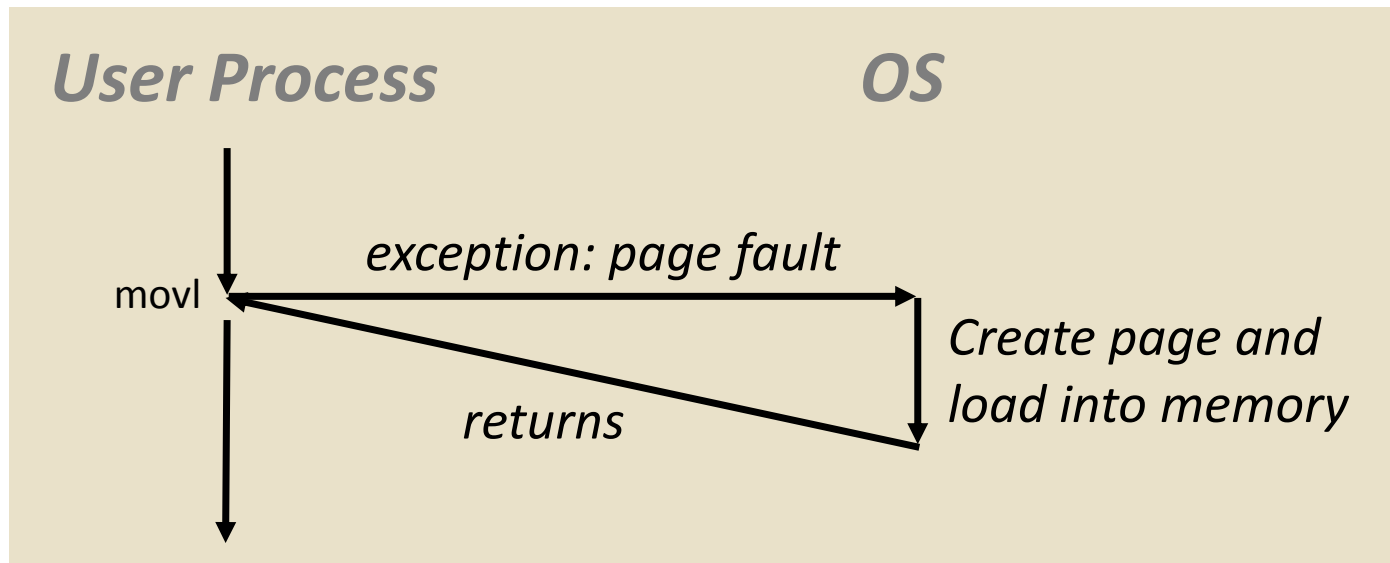 User Process
OS
exception: page fault
movl
Create page and
load into memory
returns